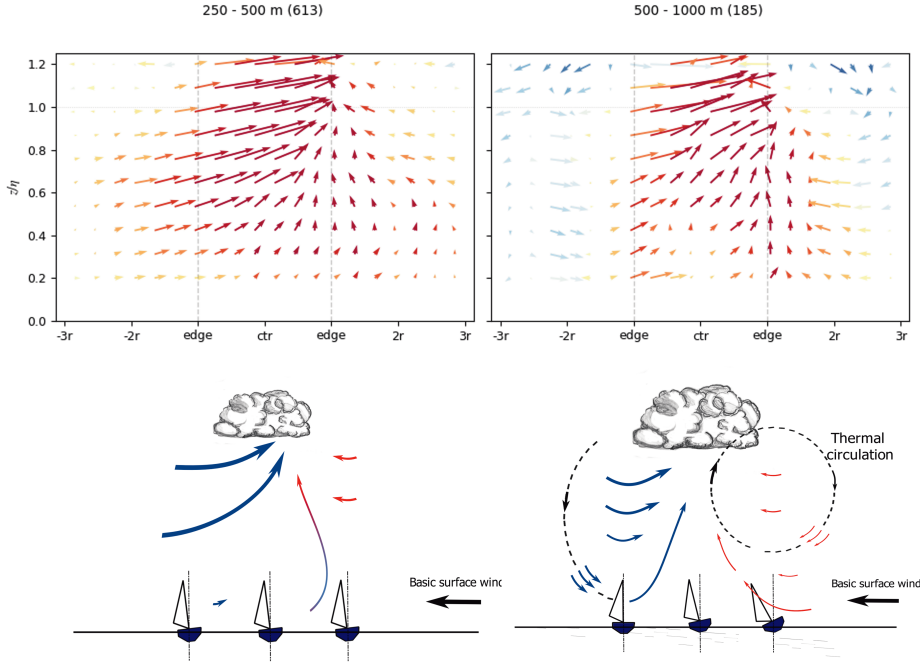 250 - 500 m (613)
500 - 1000 m (185)
z/η
1.2
1.0
0.8
0.6
0.4
0.2
0.0
-3r
-2r
edge
ctr
edge
2r
3r
-3r
-2r
edge
ctr
edge
2r
3r
Thermal
circulation
Basic surface wind
Basic surface wind